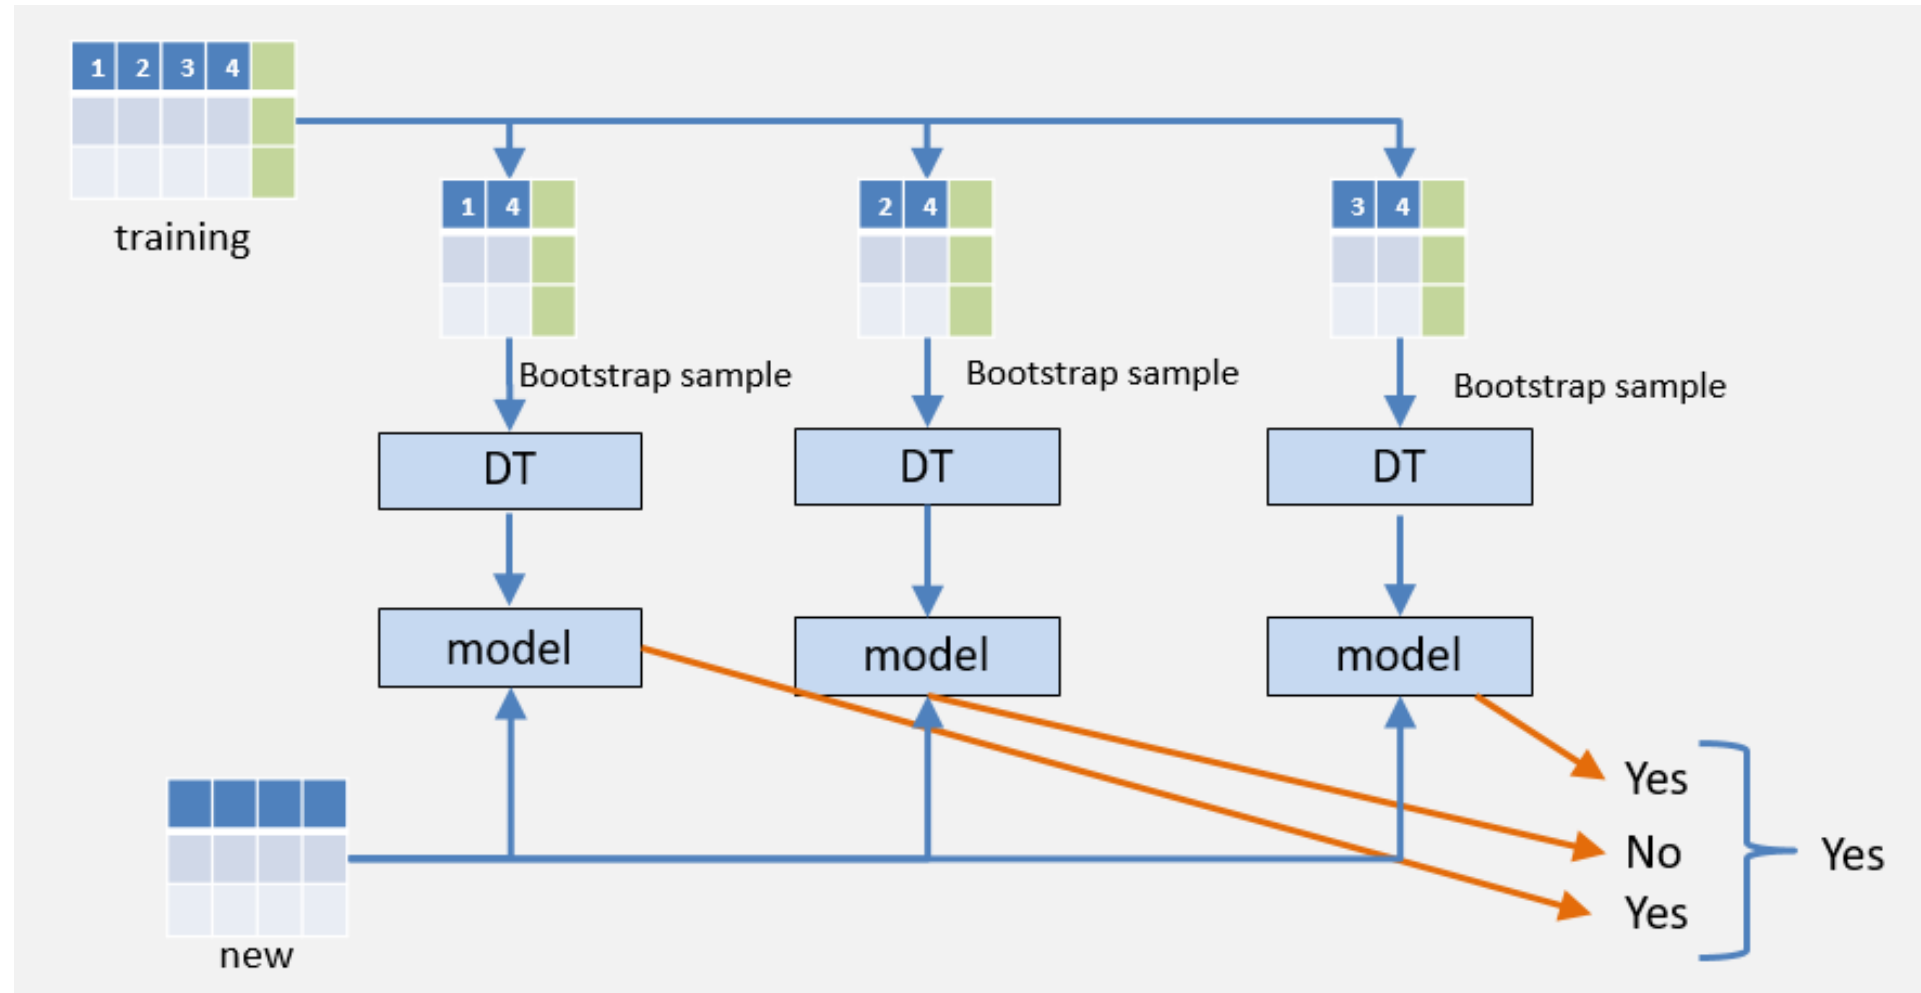 1 2 3 4
training
1 4
2 4
3 4
Bootstrap sample
Bootstrap sample
Bootstrap sample
DT
DT
DT
model
model
model
new
Yes
No
Yes
Yes